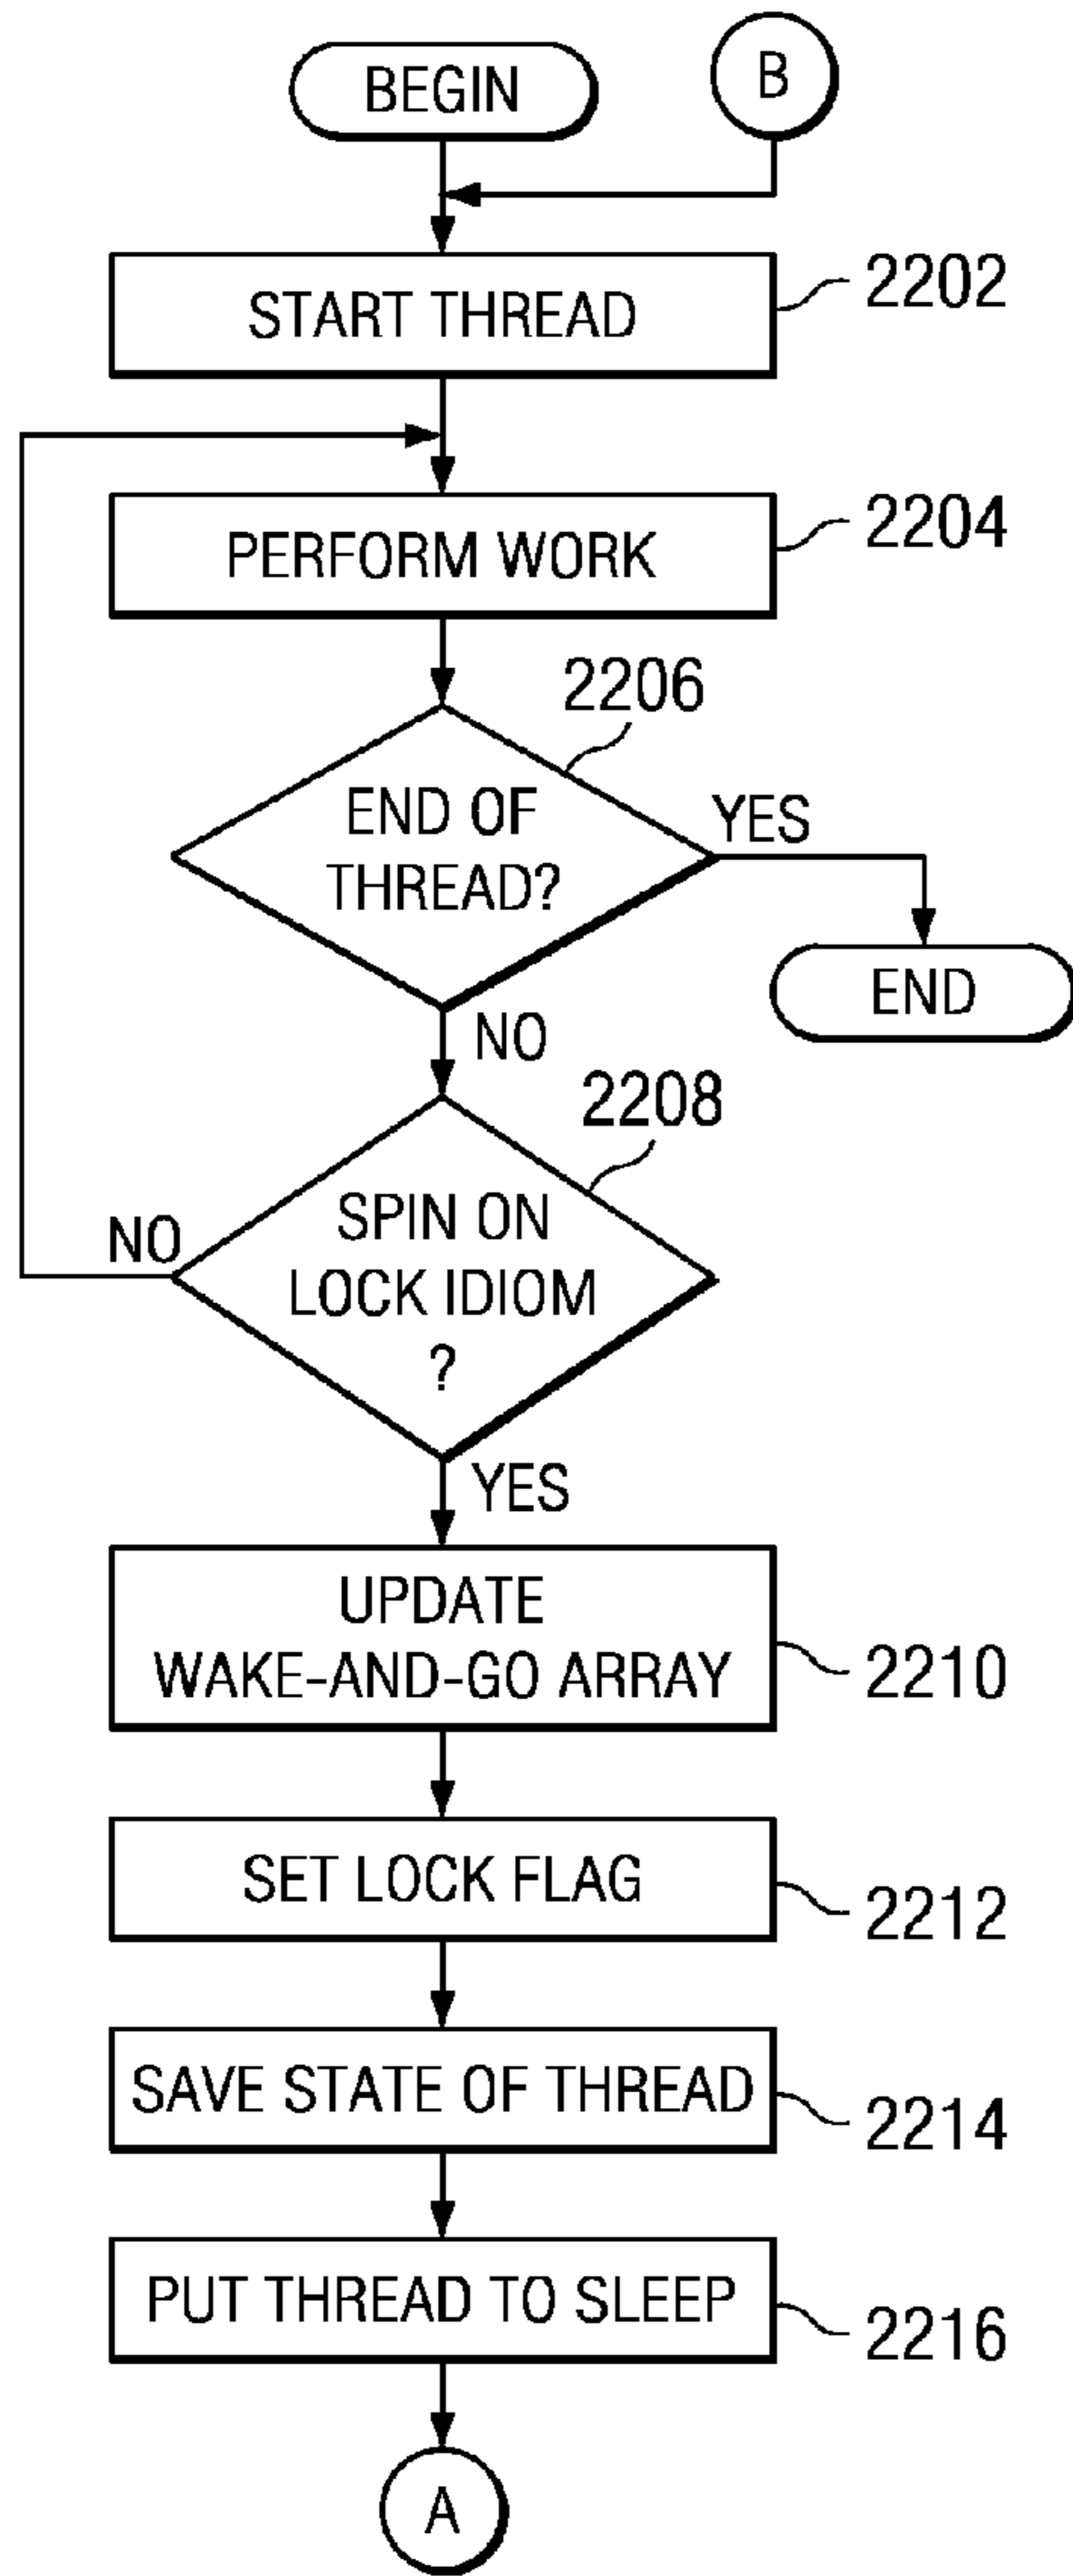 BEGIN
B
START THREAD
2202
PERFORM WORK
2204
2206
END OF
THREAD?
YES
END
NO
2208
SPIN ON
LOCK IDIOM
?
NO
YES
UPDATE
WAKE-AND-GO ARRAY
2210
SET LOCK FLAG
2212
SAVE STATE OF THREAD
2214
PUT THREAD TO SLEEP
2216
A